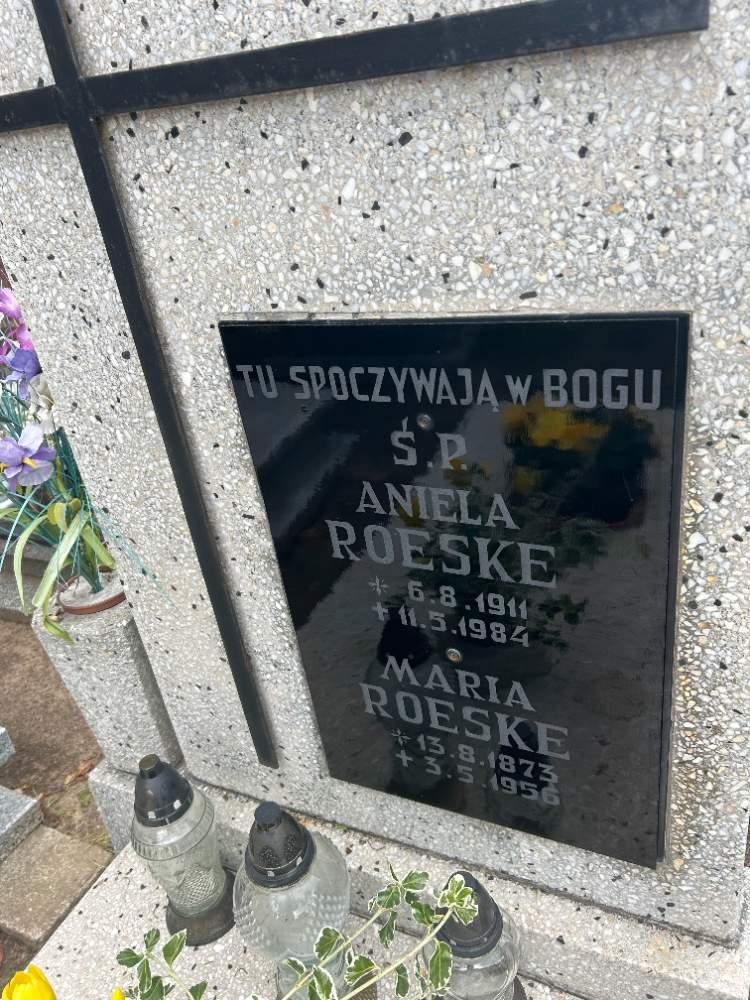 TU SPOCZYWAJĄ W BOGU
Ś.P.
ANIELA
ROESKE
* 6.8.1911
+ 11.5.1984
MARIA
ROESKE
* 13.8.1873
+ 3.5.1956